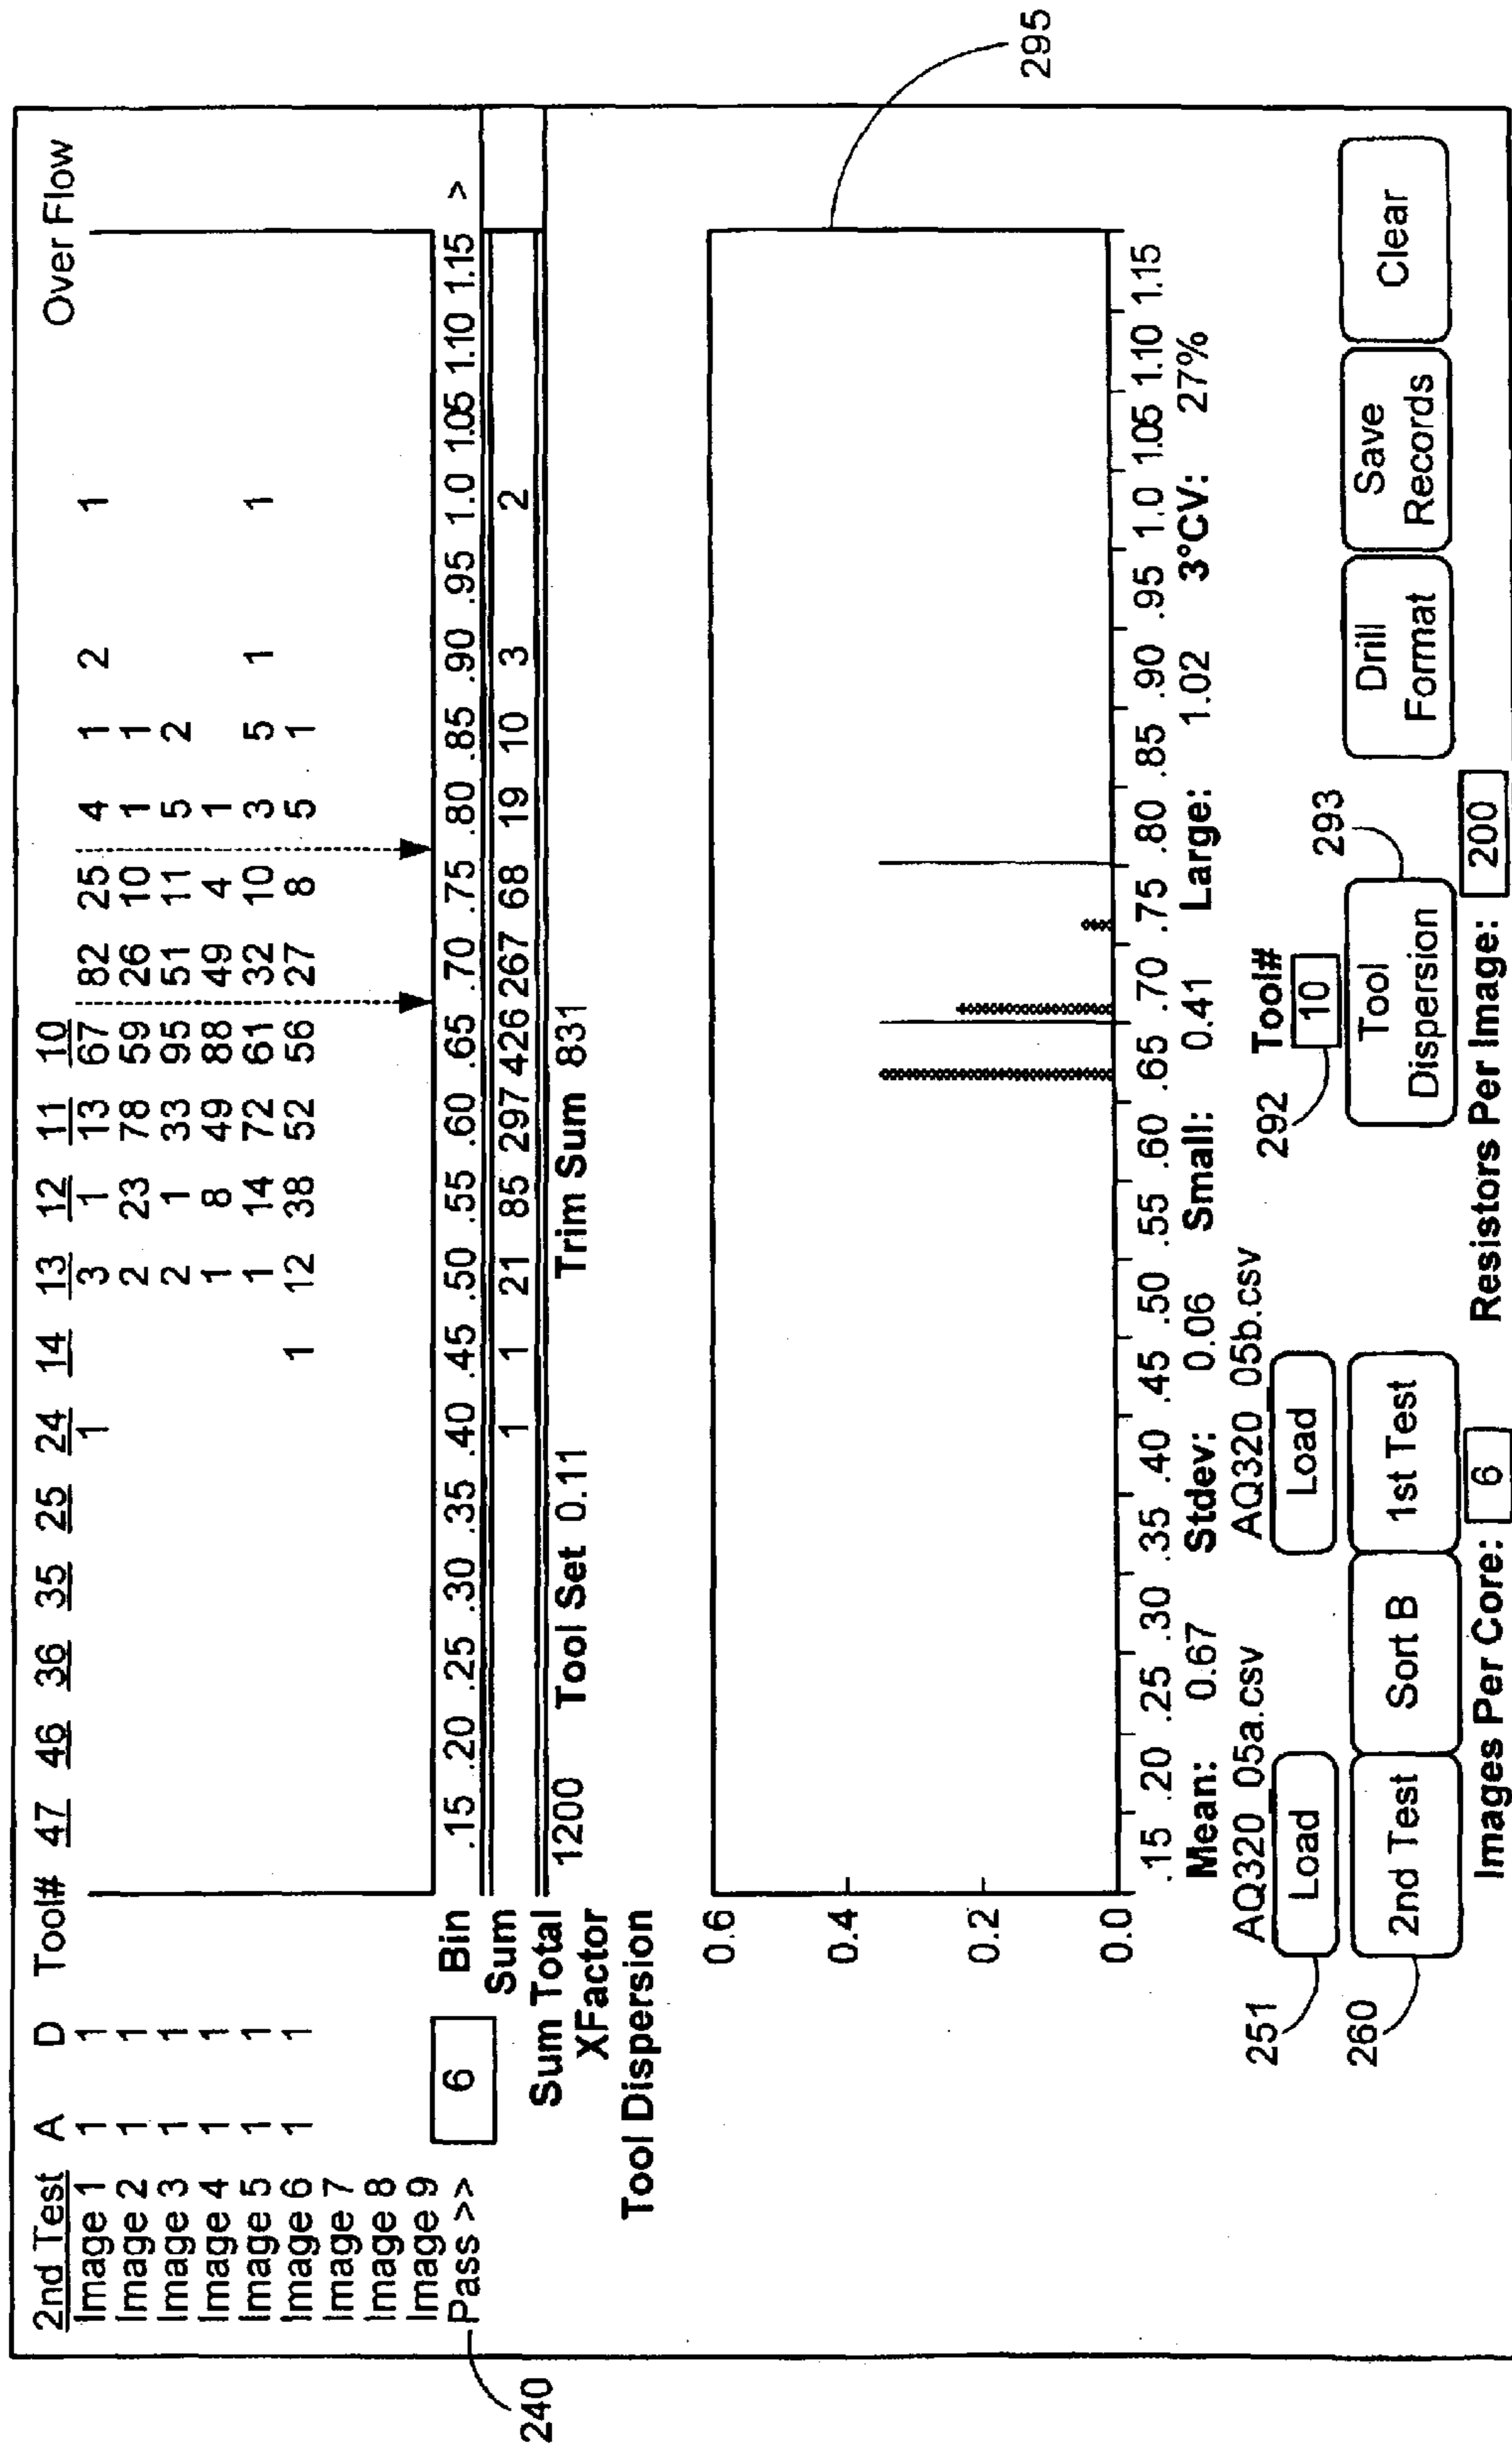 2nd Test A D Tool# 47 46 36 35 25 24 14 13 12 11 10 Over Flow
Image 1 1 1 1 3 1 13 67 82 25 4 1 2 1
Image 2 1 1 2 23 78 59 26 10 1 1
Image 3 1 1 2 1 33 95 51 11 5 2
Image 4 1 1 1 8 49 88 49 4 1
Image 5 1 1 1 14 72 61 32 10 3 5 1 1
Image 6 1 1 1 12 38 52 56 27 8 5 1
Image 7
Image 8
Image 9
Pass >> 6 Bin .15 .20 .25 .30 .35 .40 .45 .50 .55 .60 .65 .70 .75 .80 .85 .90 .95 1.0 1.05 1.10 1.15 >
240
Sum 1 1 21 85 297 426 267 68 19 10 3 2
Sum Total 1200 Tool Set 0.11 Trim Sum 831
XFactor
Tool Dispersion
295
0.6
0.4
0.2
0.0
.15 .20 .25 .30 .35 .40 .45 .50 .55 .60 .65 .70 .75 .80 .85 .90 .95 1.0 1.05 1.10 1.15
Mean: 0.67 Stdev: 0.06 Small: 0.41 Large: 1.02 3°CV: 27%
AQ320_05a.csv AQ320_05b.csv
251 Load Load 292 Tool# 10 293
260 2nd Test Sort B 1st Test Tool Dispersion Drill Format Save Records Clear
Images Per Core: 6 Resistors Per Image: 200